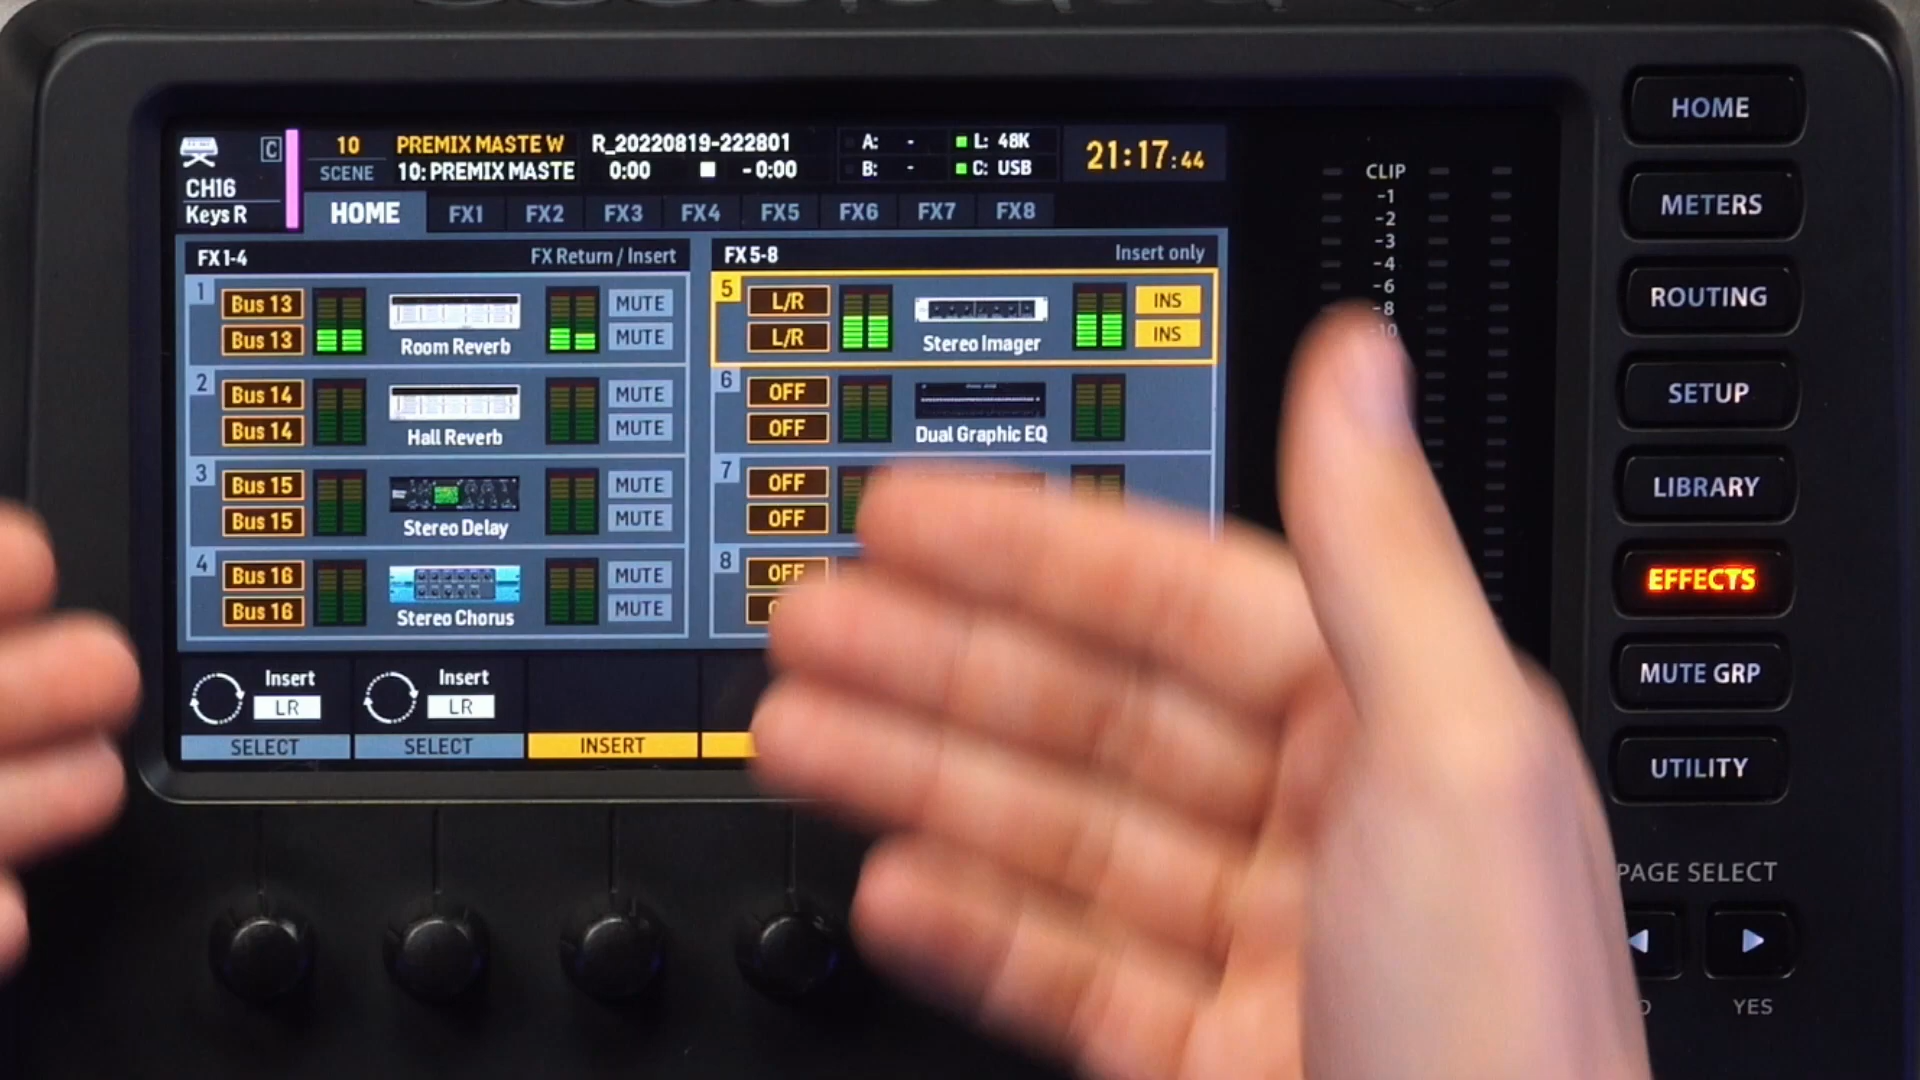 C
CH16
Keys R
10
SCENE
PREMIX MASTE W
10: PREMIX MASTE
R_20220819-222801
0:00 -0:00
A: - L: 48K
B: - C: USB
21:17:44
HOME FX1 FX2 FX3 FX4 FX5 FX6 FX7 FX8
FX 1-4 FX Return / Insert
1
Bus 13
Bus 13
Room Reverb
MUTE
MUTE
2
Bus 14
Bus 14
Hall Reverb
MUTE
MUTE
3
Bus 15
Bus 15
Stereo Delay
MUTE
MUTE
4
Bus 16
Bus 16
Stereo Chorus
MUTE
MUTE
FX 5-8 Insert only
5
L/R
L/R
Stereo Imager
INS
INS
6
OFF
OFF
Dual Graphic EQ
7
OFF
OFF
8
OFF
Insert
LR
SELECT
Insert
LR
SELECT
INSERT
CLIP
-1
-2
-3
-4
-6
-8
-10
HOME
METERS
ROUTING
SETUP
LIBRARY
EFFECTS
MUTE GRP
UTILITY
PAGE SELECT
YES